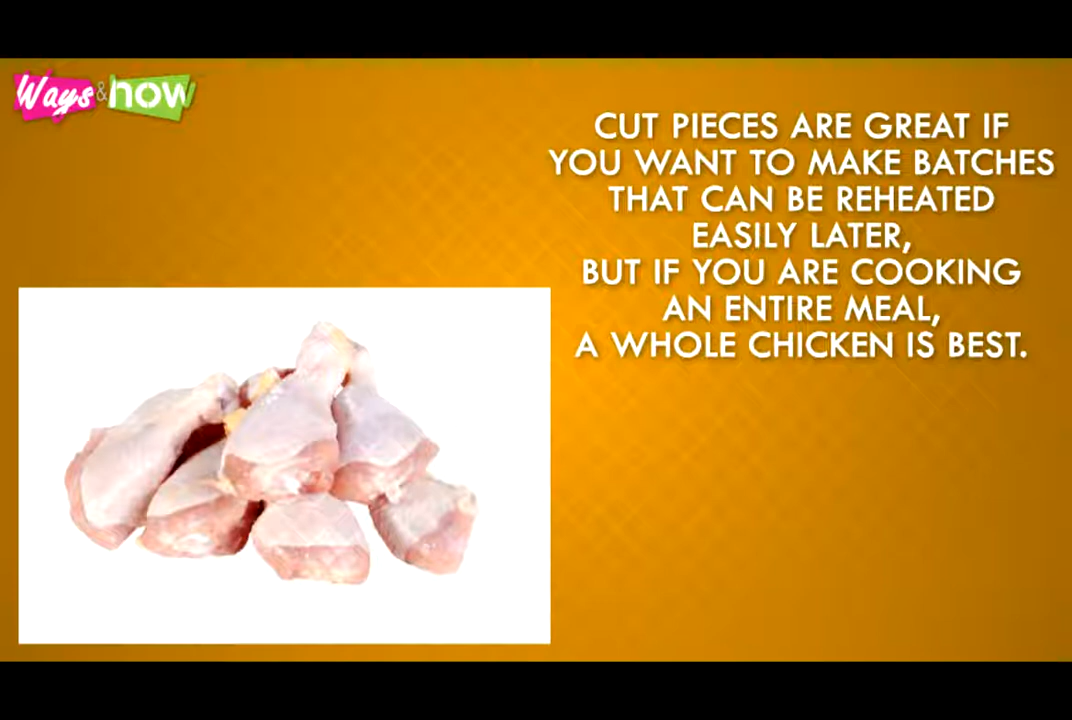 Ways & how
CUT PIECES ARE GREAT IF
YOU WANT TO MAKE BATCHES
THAT CAN BE REHEATED
EASILY LATER,
BUT IF YOU ARE COOKING
AN ENTIRE MEAL,
A WHOLE CHICKEN IS BEST.